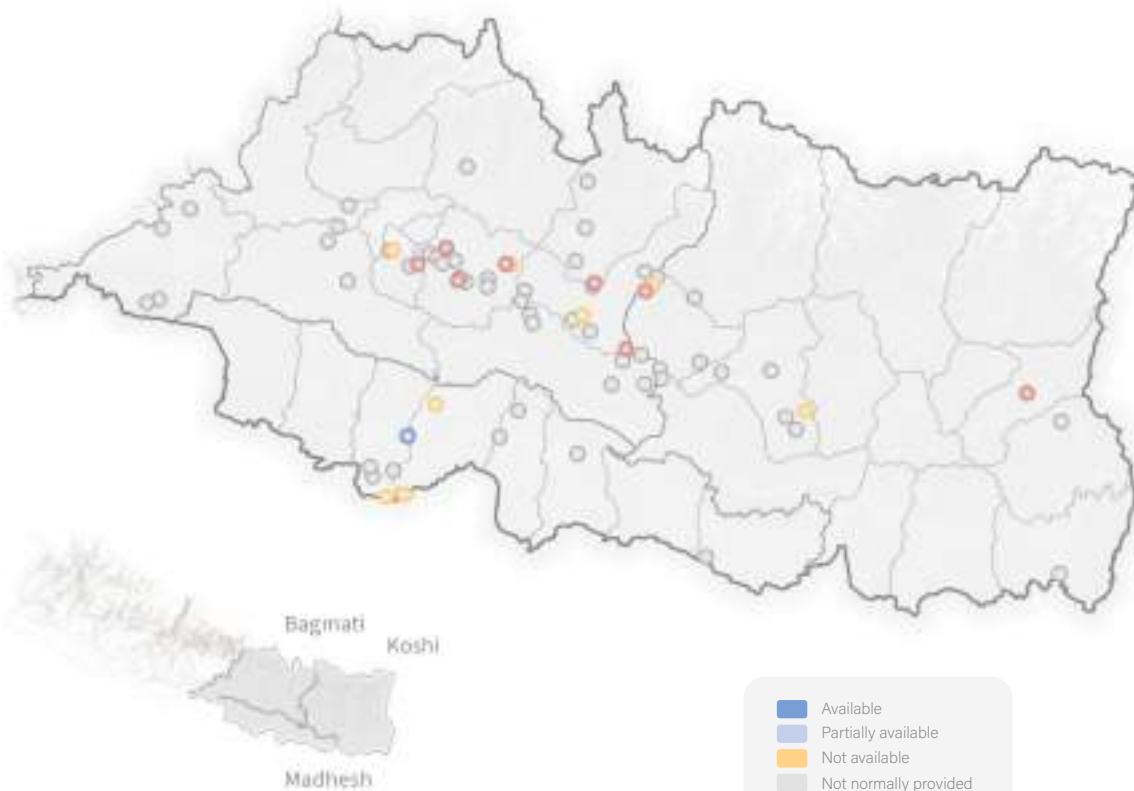 Bagmati
Koshi
Madhesh
Available
Partially available
Not available
Not normally provided